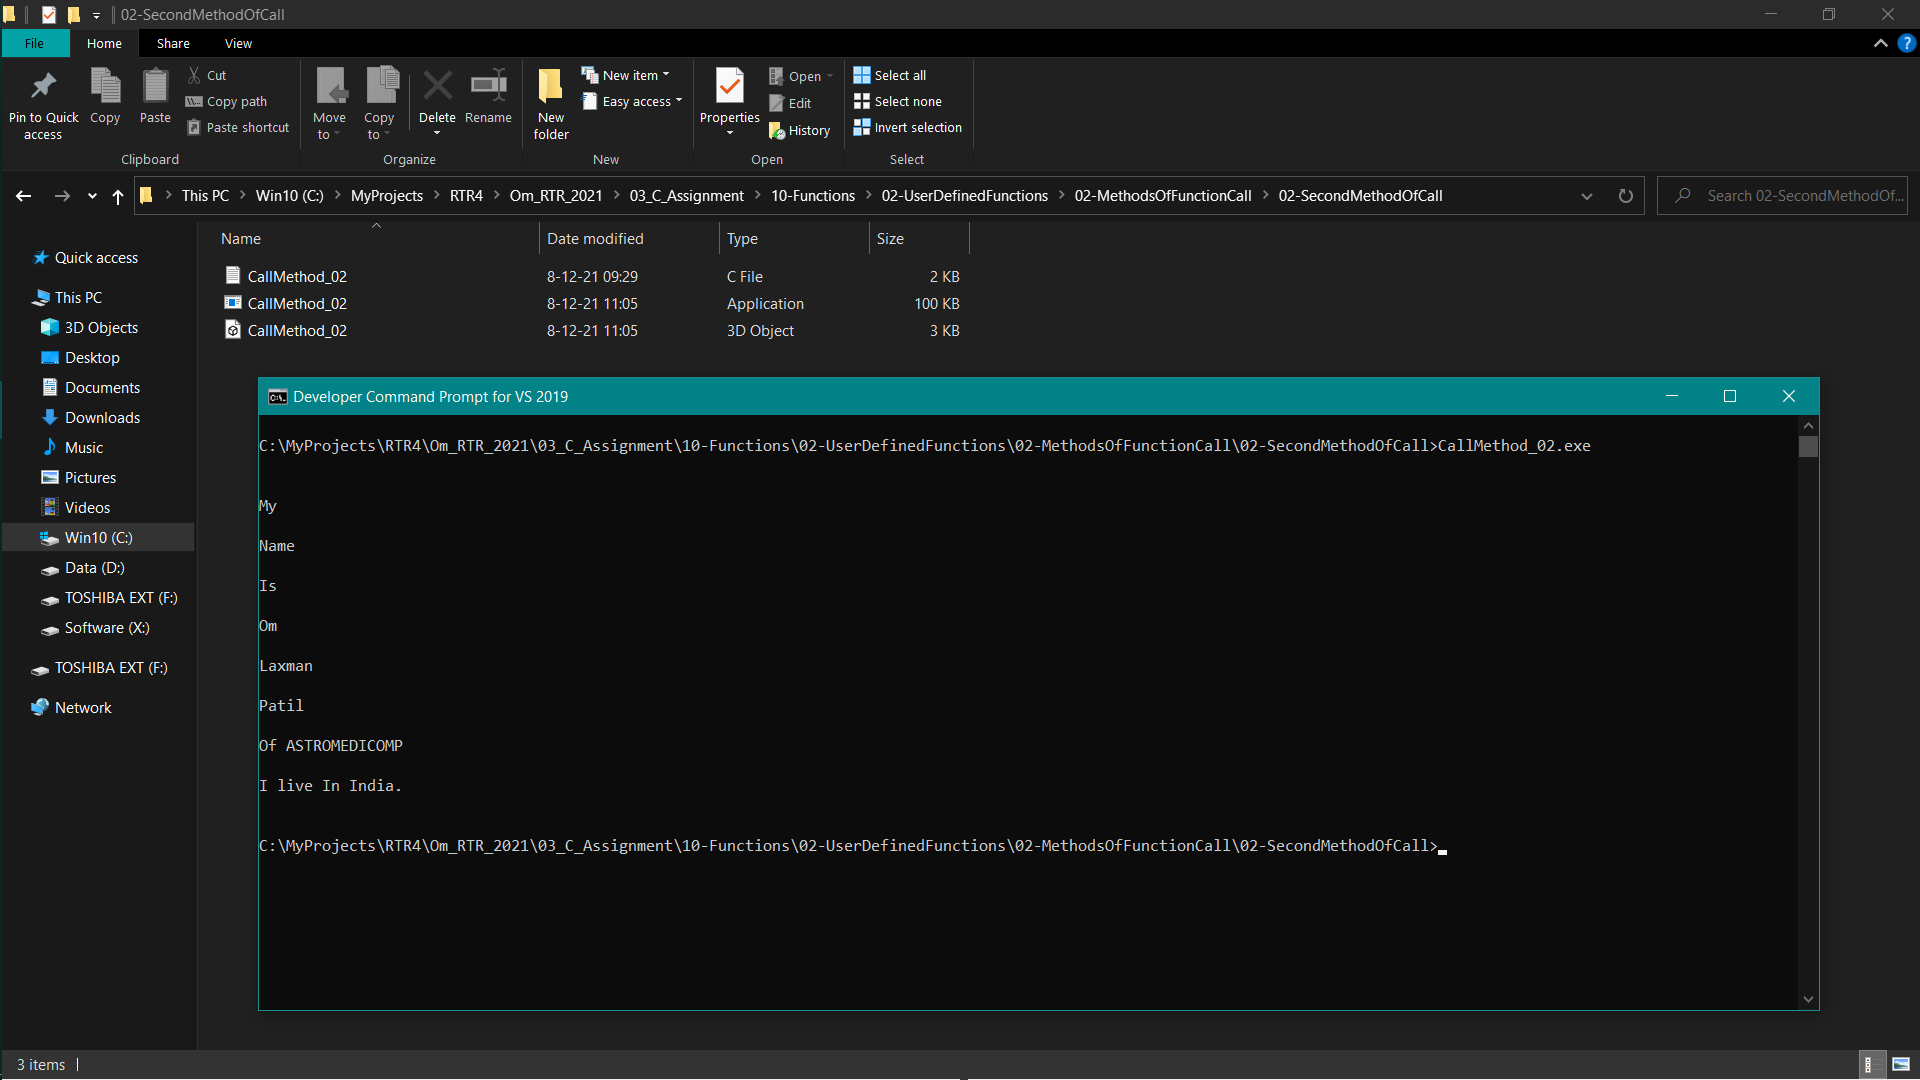 02-SecondMethodOfCall
File Home Share View
Pin to Quick access
Copy
Paste
Cut
Copy path
Paste shortcut
Clipboard
Move to
Copy to
Delete
Rename
Organize
New folder
New item
Easy access
New
Properties
Open
Edit
History
Open
Select all
Select none
Invert selection
Select
This PC > Win10 (C:) > MyProjects > RTR4 > Om_RTR_2021 > 03_C_Assignment > 10-Functions > 02-UserDefinedFunctions > 02-MethodsOfFunctionCall > 02-SecondMethodOfCall
Search 02-SecondMethodOf...
Name Date modified Type Size
CallMethod_02 8-12-21 09:29 C File 2 KB
CallMethod_02 8-12-21 11:05 Application 100 KB
CallMethod_02 8-12-21 11:05 3D Object 3 KB
Quick access
This PC
3D Objects
Desktop
Documents
Downloads
Music
Pictures
Videos
Win10 (C:)
Data (D:)
TOSHIBA EXT (F:)
Software (X:)
TOSHIBA EXT (F:)
Network
Developer Command Prompt for VS 2019
C:\MyProjects\RTR4\Om_RTR_2021\03_C_Assignment\10-Functions\02-UserDefinedFunctions\02-MethodsOfFunctionCall\02-SecondMethodOfCall>CallMethod_02.exe
My
Name
Is
Om
Laxman
Patil
Of ASTROMEDICOMP
I live In India.
C:\MyProjects\RTR4\Om_RTR_2021\03_C_Assignment\10-Functions\02-UserDefinedFunctions\02-MethodsOfFunctionCall\02-SecondMethodOfCall>
3 items